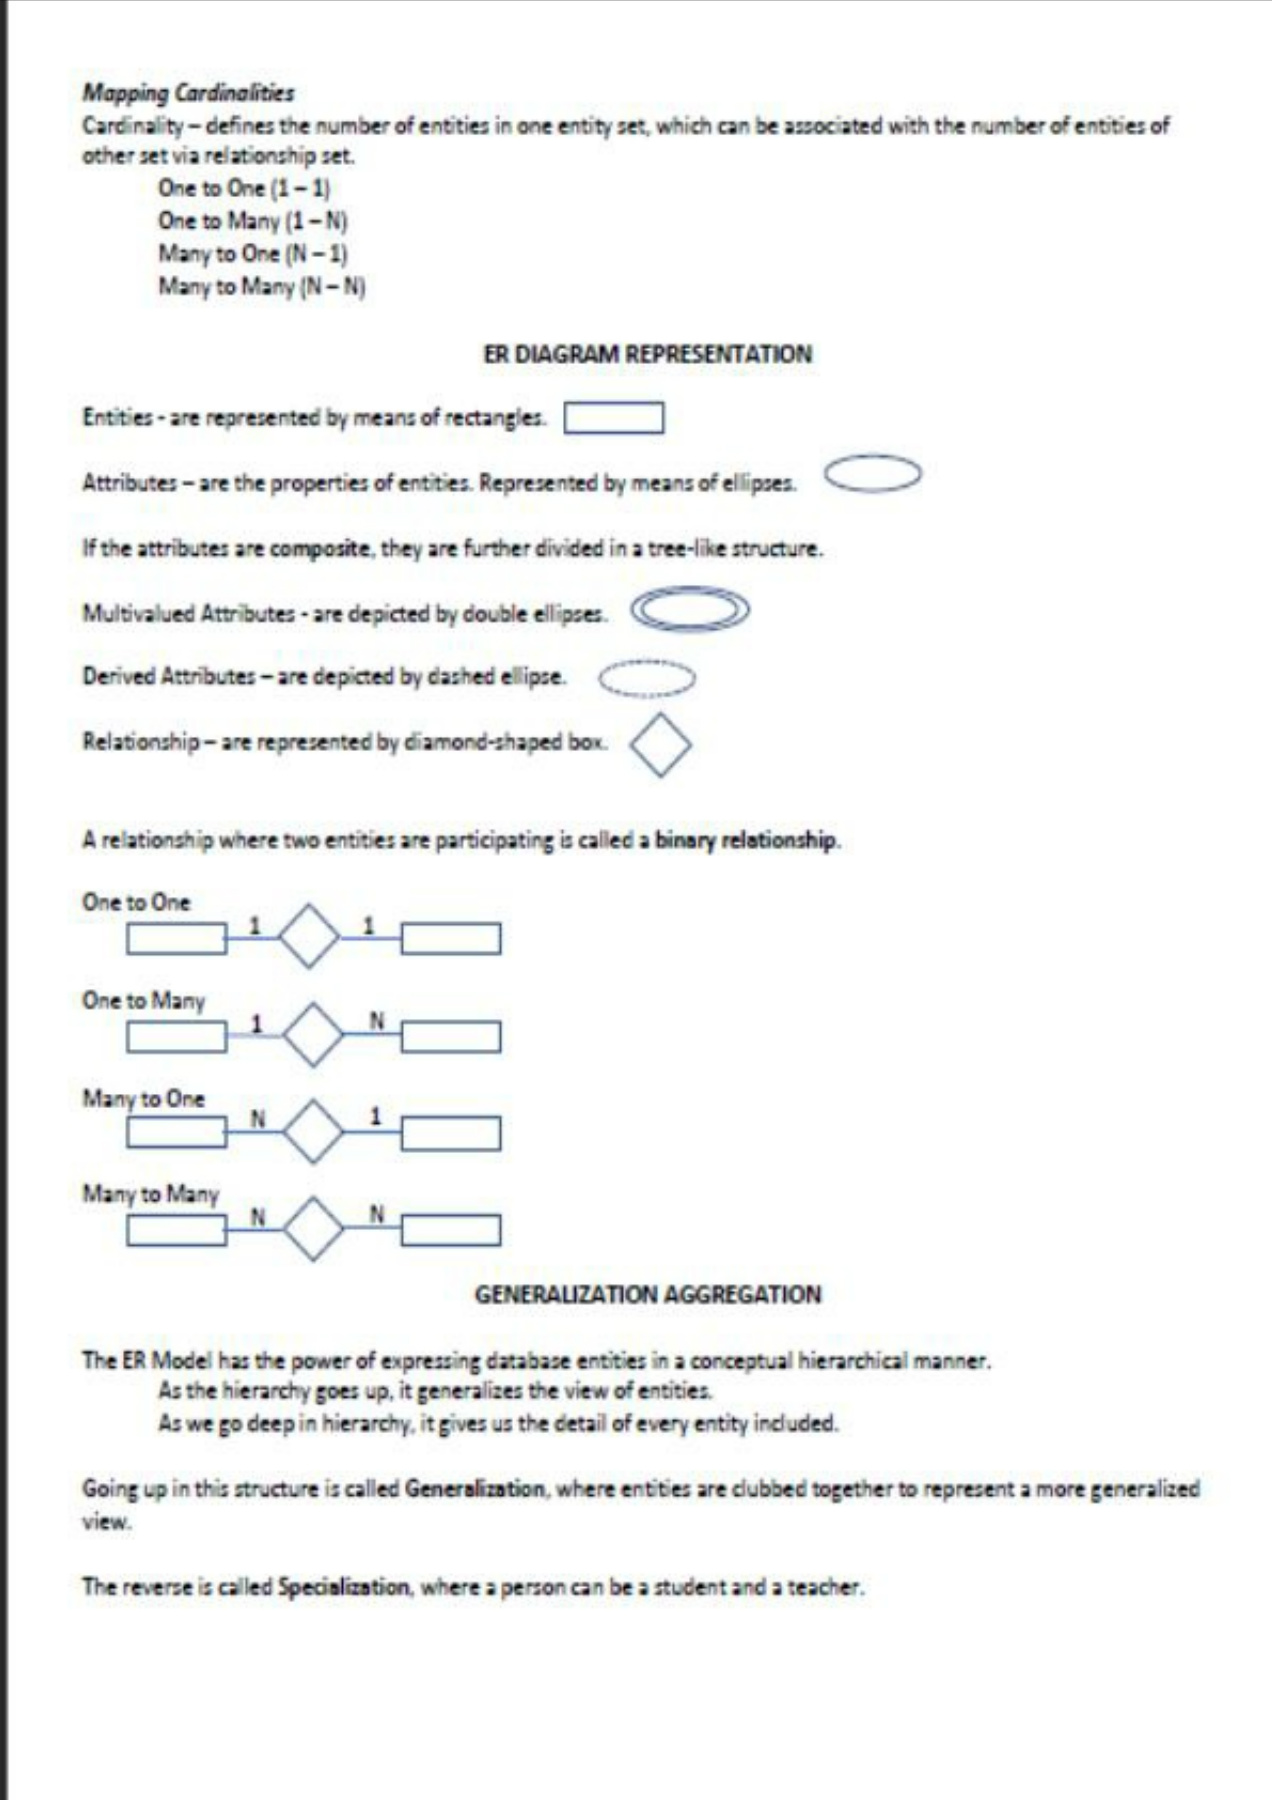 Mapping Cardinalities
Cardinality – defines the number of entities in one entity set, which can be associated with the number of entities of
other set via relationship set.
One to One (1 – 1)
One to Many (1 – N)
Many to One (N – 1)
Many to Many (N – N)
ER DIAGRAM REPRESENTATION
Entities - are represented by means of rectangles.
Attributes – are the properties of entities. Represented by means of ellipses.
If the attributes are composite, they are further divided in a tree-like structure.
Multivalued Attributes - are depicted by double ellipses.
Derived Attributes – are depicted by dashed ellipse.
Relationship – are represented by diamond-shaped box.
A relationship where two entities are participating is called a binary relationship.
One to One
1 1
One to Many
1 N
Many to One
N 1
Many to Many
N N
GENERALIZATION AGGREGATION
The ER Model has the power of expressing database entities in a conceptual hierarchical manner.
As the hierarchy goes up, it generalizes the view of entities.
As we go deep in hierarchy, it gives us the detail of every entity included.
Going up in this structure is called Generalization, where entities are clubbed together to represent a more generalized
view.
The reverse is called Specialization, where a person can be a student and a teacher.